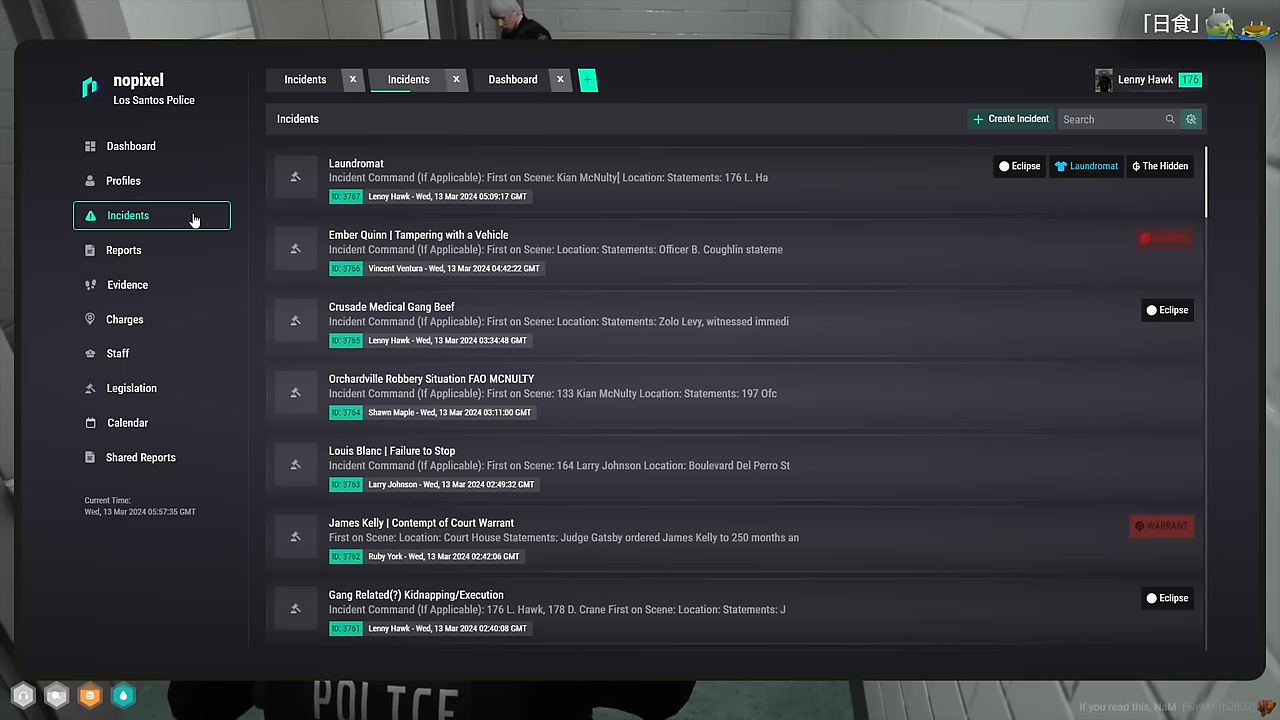 「日食」
nopixel
Los Santos Police
Incidents x Incidents x Dashboard x +
Lenny Hawk 176
Incidents
+ Create Incident
Search
Dashboard
Profiles
Incidents
Reports
Evidence
Charges
Staff
Legislation
Calendar
Shared Reports
Current Time:
Wed, 13 Mar 2024 05:57:35 GMT
Laundromat
Incident Command (If Applicable): First on Scene: Kian McNulty[ Location: Statements: 176 L. Ha
ID: 3767 Lenny Hawk - Wed, 13 Mar 2024 05:09:17 GMT
Eclipse Laundromat The Hidden
Ember Quinn | Tampering with a Vehicle
Incident Command (If Applicable): First on Scene: Location: Statements: Officer B. Coughlin stateme
ID: 3766 Vincent Ventura - Wed, 13 Mar 2024 04:42:22 GMT
Crusade Medical Gang Beef
Incident Command (If Applicable): First on Scene: Location: Statements: Zolo Levy, witnessed immedi
ID: 3765 Lenny Hawk - Wed, 13 Mar 2024 03:34:48 GMT
Eclipse
Orchardville Robbery Situation FAO MCNULTY
Incident Command (If Applicable): First on Scene: 133 Kian McNulty Location: Statements: 197 Ofc
ID: 3764 Shawn Maple - Wed, 13 Mar 2024 03:11:00 GMT
Louis Blanc | Failure to Stop
Incident Command (If Applicable): First on Scene: 164 Larry Johnson Location: Boulevard Del Perro St
ID: 3763 Larry Johnson - Wed, 13 Mar 2024 02:49:32 GMT
James Kelly | Contempt of Court Warrant
First on Scene: Location: Court House Statements: Judge Gatsby ordered James Kelly to 250 months an
ID: 3762 Ruby York - Wed, 13 Mar 2024 02:42:06 GMT
WARRANT
Gang Related(?) Kidnapping/Execution
Incident Command (If Applicable): 176 L. Hawk, 178 D. Crane First on Scene: Location: Statements: J
ID: 3761 Lenny Hawk - Wed, 13 Mar 2024 02:40:08 GMT
Eclipse
POLICE
If you read this, NaM FiveM (b2802)